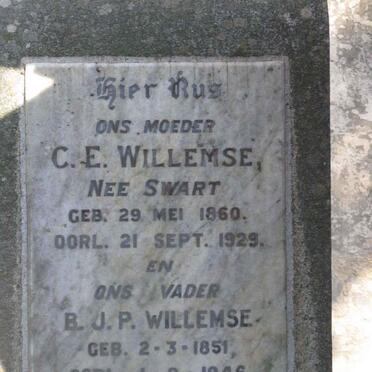 Hier Rus
ONS MOEDER
C.E. WILLEMSE,
NEE SWART
GEB. 29 MEI 1860.
OORL. 21 SEPT. 1929.
EN
ONS VADER
B.J.P. WILLEMSE
GEB. 2-3-1851,
OORL.